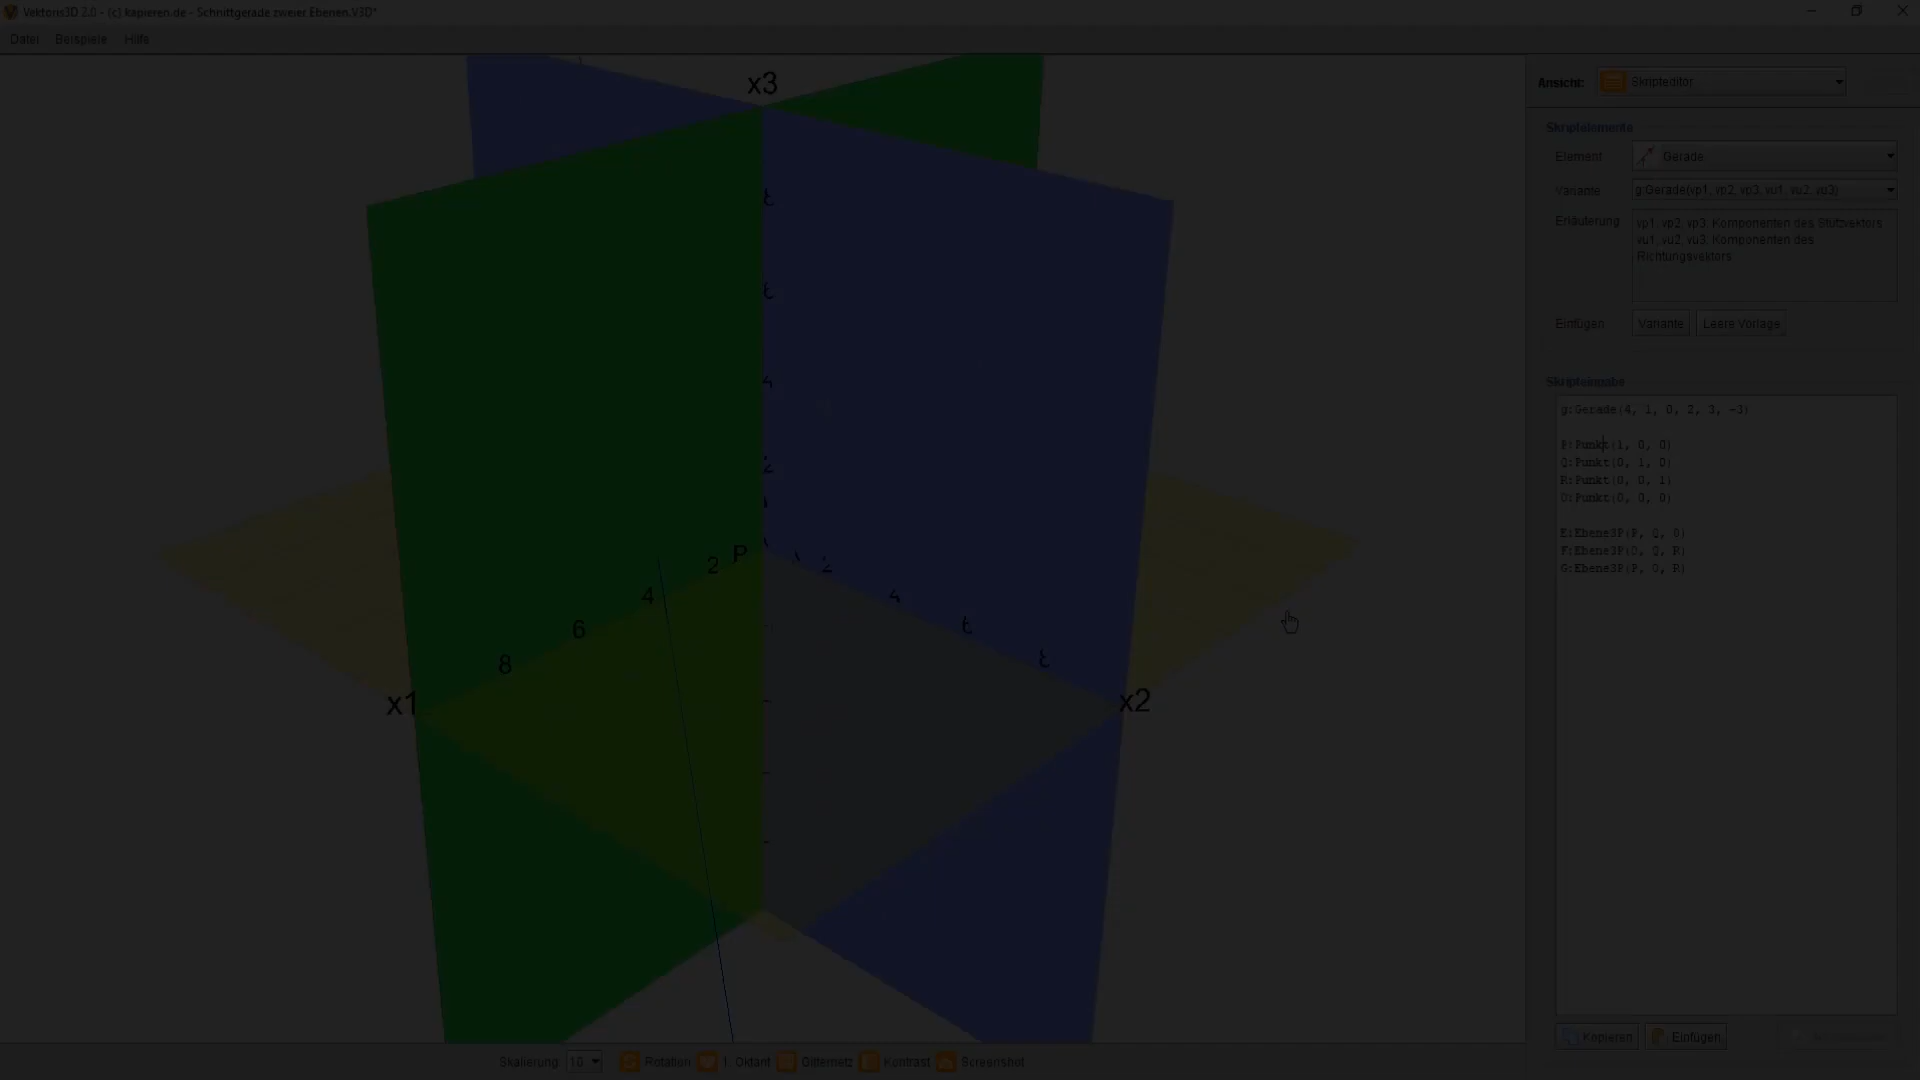 Vektoris3D 2.0 - (c) kapieren.de - Schnittgerade zweier Ebenen.V3D*
Datei Beispiele Hilfe
x3
2
P
2
2
4
4
6
8
x1
x2
Ansicht: Skripteditor
Skriptelemente
Element Gerade
Variante g:Gerade(vp1, vp2, vp3, vu1, vu2, vu3)
Erläuterung vp1, vp2, vp3: Komponenten des Stützvektors
vu1, vu2, vu3: Komponenten des
Richtungsvektors
Einfügen Variante Leere Vorlage
Skripteingabe
g:Gerade(4, 1, 0, 2, 3, -3)
P:Punkt(1, 0, 0)
Q:Punkt(0, 1, 0)
R:Punkt(0, 0, 1)
O:Punkt(0, 0, 0)
E:Ebene3P(P, Q, O)
F:Ebene3P(O, Q, R)
G:Ebene3P(P, O, R)
Kopieren Einfügen
Skalierung: 10 Rotation 1. Oktant Gitternetz Kontrast Screenshot